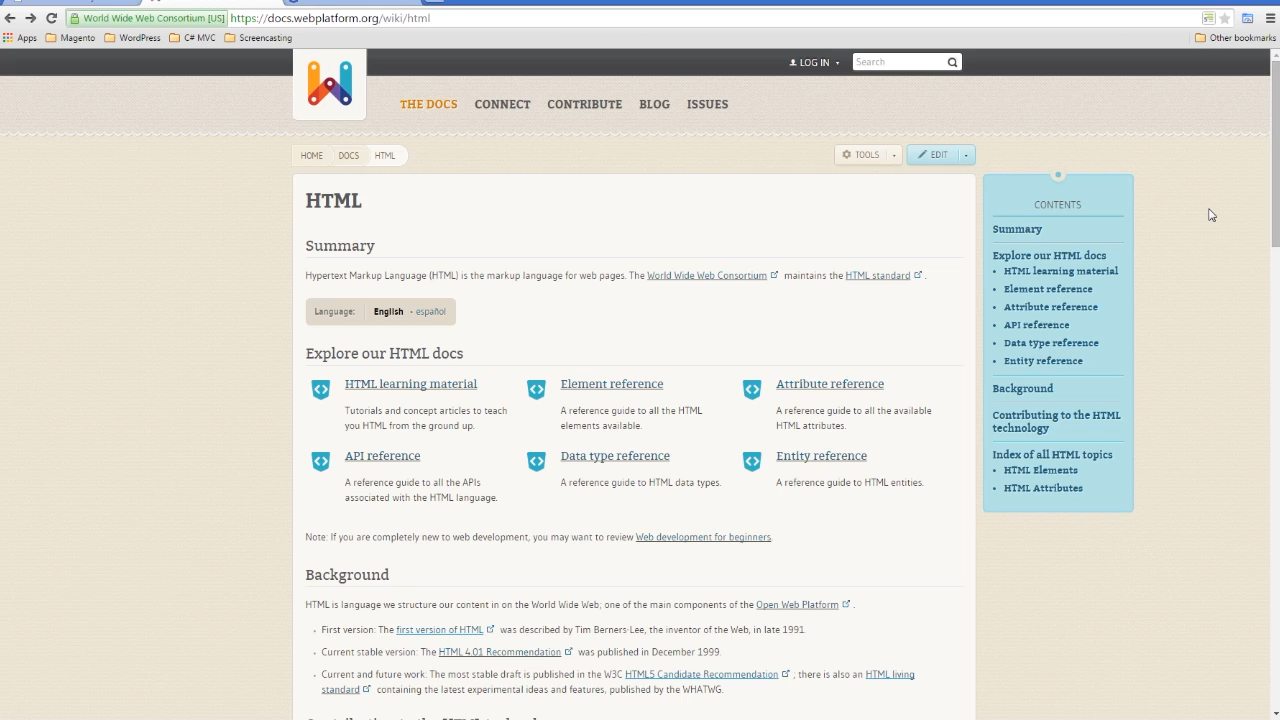 World Wide Web Consortium [US] https://docs.webplatform.org/wiki/html
Apps Magento WordPress C# MVC Screencasting Other bookmarks
LOG IN Search
THE DOCS CONNECT CONTRIBUTE BLOG ISSUES
HOME DOCS HTML TOOLS EDIT
HTML
Summary
Hypertext Markup Language (HTML) is the markup language for web pages. The World Wide Web Consortium maintains the HTML standard .
Language: English • español
Explore our HTML docs
HTML learning material
Tutorials and concept articles to teach
you HTML from the ground up.
Element reference
A reference guide to all the HTML
elements available.
Attribute reference
A reference guide to all the available
HTML attributes.
API reference
A reference guide to all the APIs
associated with the HTML language.
Data type reference
A reference guide to HTML data types.
Entity reference
A reference guide to HTML entities.
Note: If you are completely new to web development, you may want to review Web development for beginners.
Background
HTML is language we structure our content in on the World Wide Web; one of the main components of the Open Web Platform .
• First version: The first version of HTML was described by Tim Berners-Lee, the inventor of the Web, in late 1991.
• Current stable version: The HTML 4.01 Recommendation was published in December 1999.
• Current and future work: The most stable draft is published in the W3C HTML5 Candidate Recommendation ; there is also an HTML living
standard containing the latest experimental ideas and features, published by the WHATWG.
CONTENTS
Summary
Explore our HTML docs
• HTML learning material
• Element reference
• Attribute reference
• API reference
• Data type reference
• Entity reference
Background
Contributing to the HTML
technology
Index of all HTML topics
• HTML Elements
• HTML Attributes